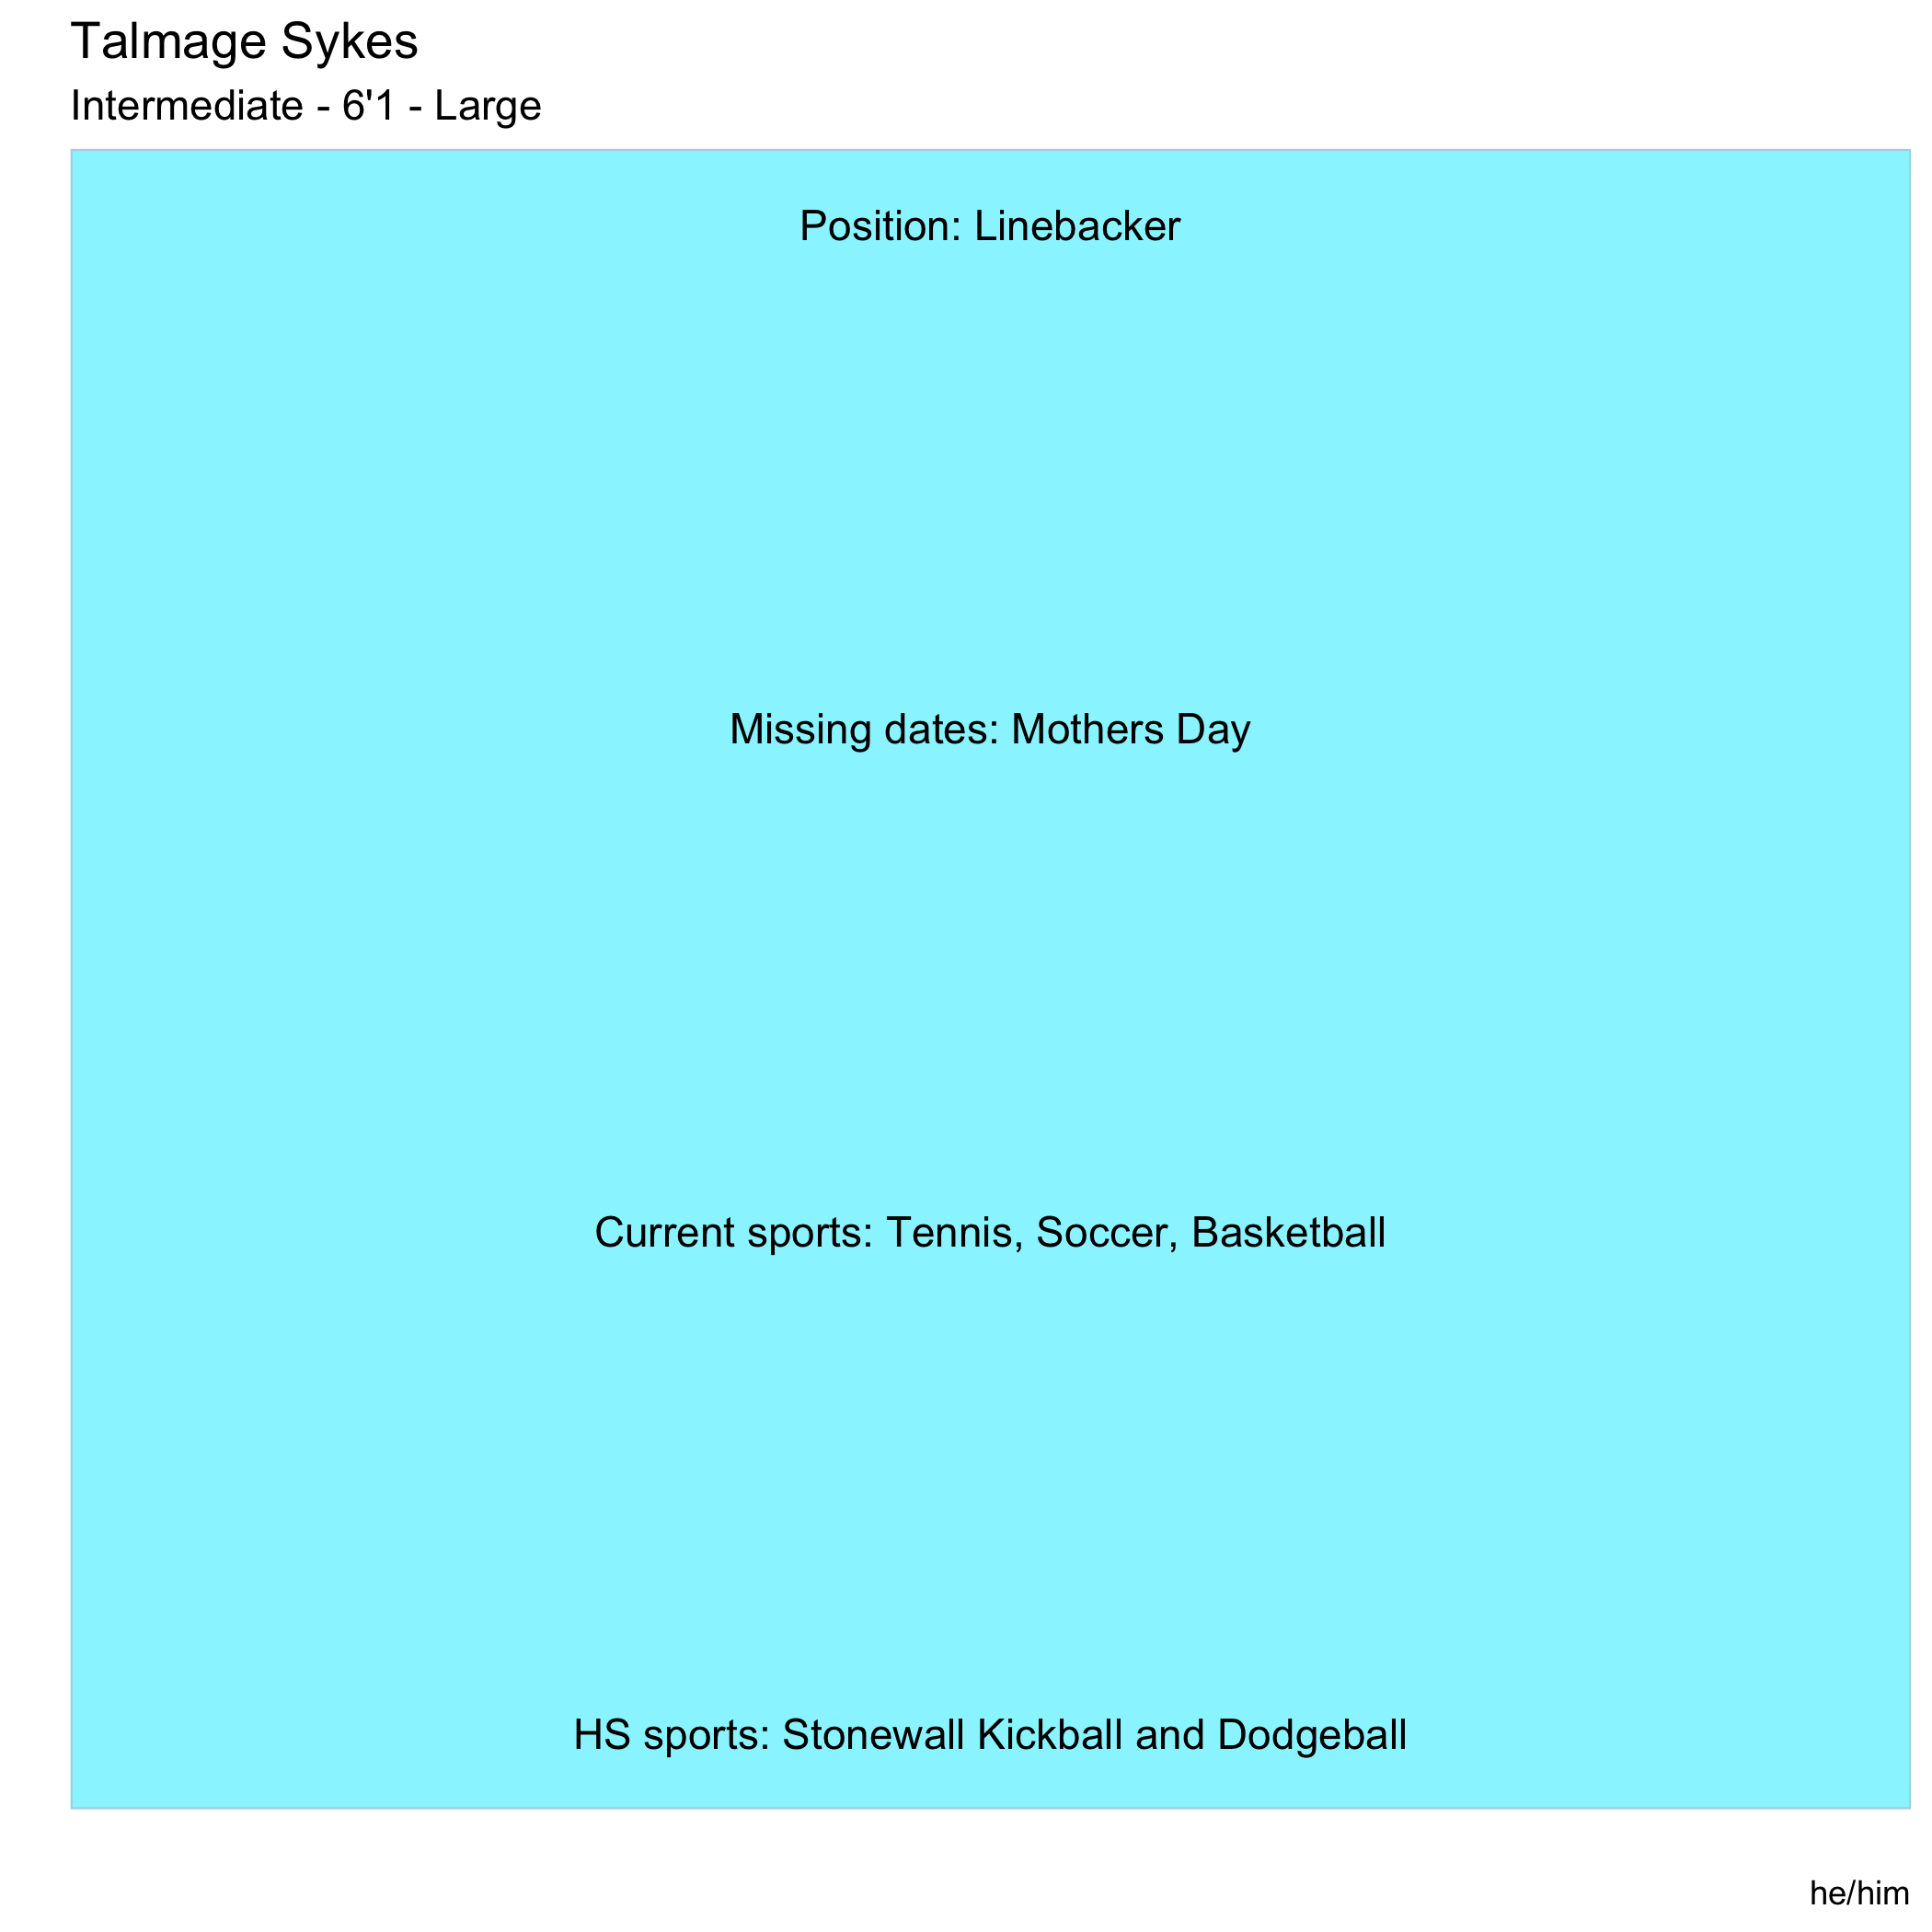 Talmage Sykes
Intermediate - 6'1 - Large
Position: Linebacker
Missing dates: Mothers Day
Current sports: Tennis, Soccer, Basketball
HS sports: Stonewall Kickball and Dodgeball
he/him